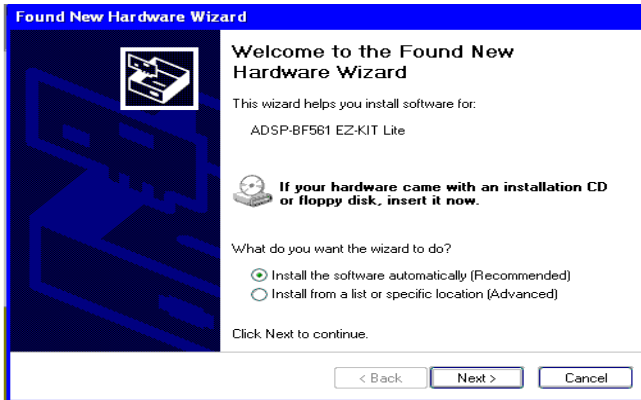 Found New Hardware Wizard
Welcome to the Found New
Hardware Wizard
This wizard helps you install software for:
ADSP-BF561 EZ-KIT Lite
If your hardware came with an installation CD
or floppy disk, insert it now.
What do you want the wizard to do?
Install the software automatically (Recommended)
Install from a list or specific location (Advanced)
Click Next to continue.
< Back Next > Cancel